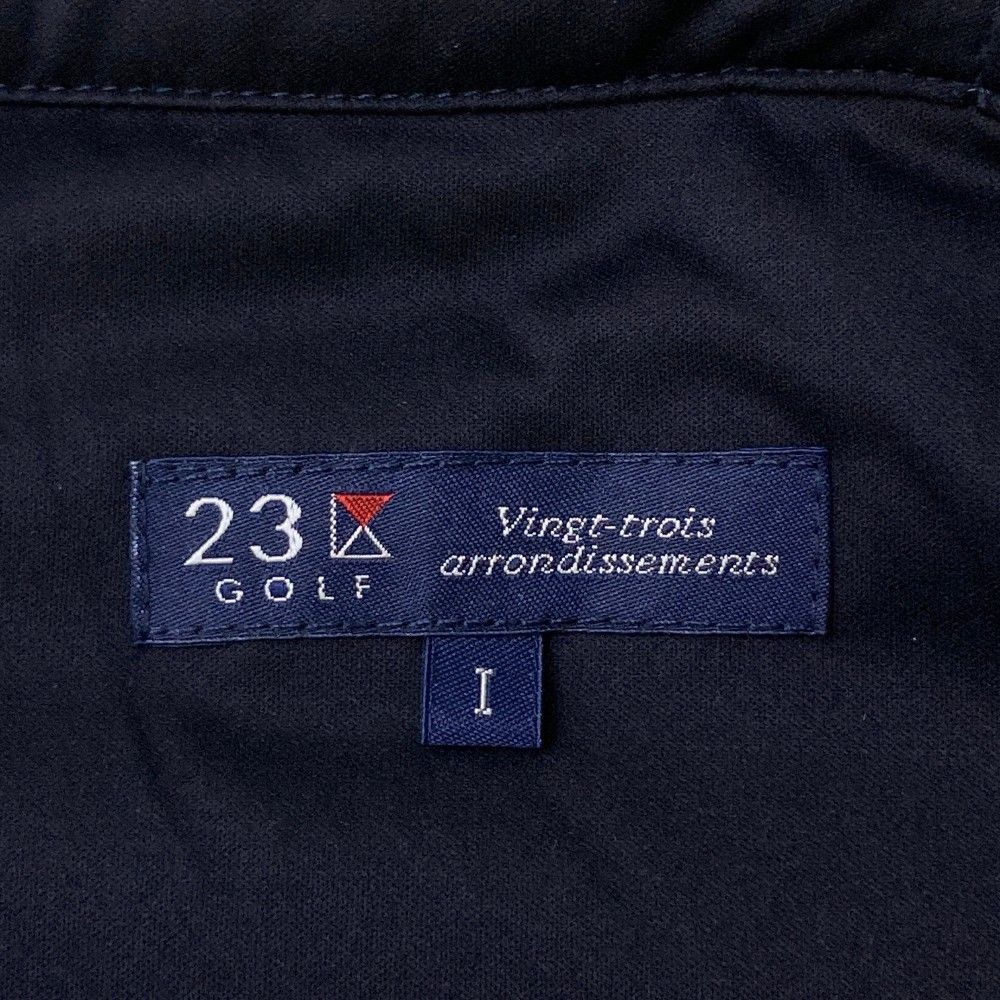 23
GOLF
Vingt-trois
arrondissements
I